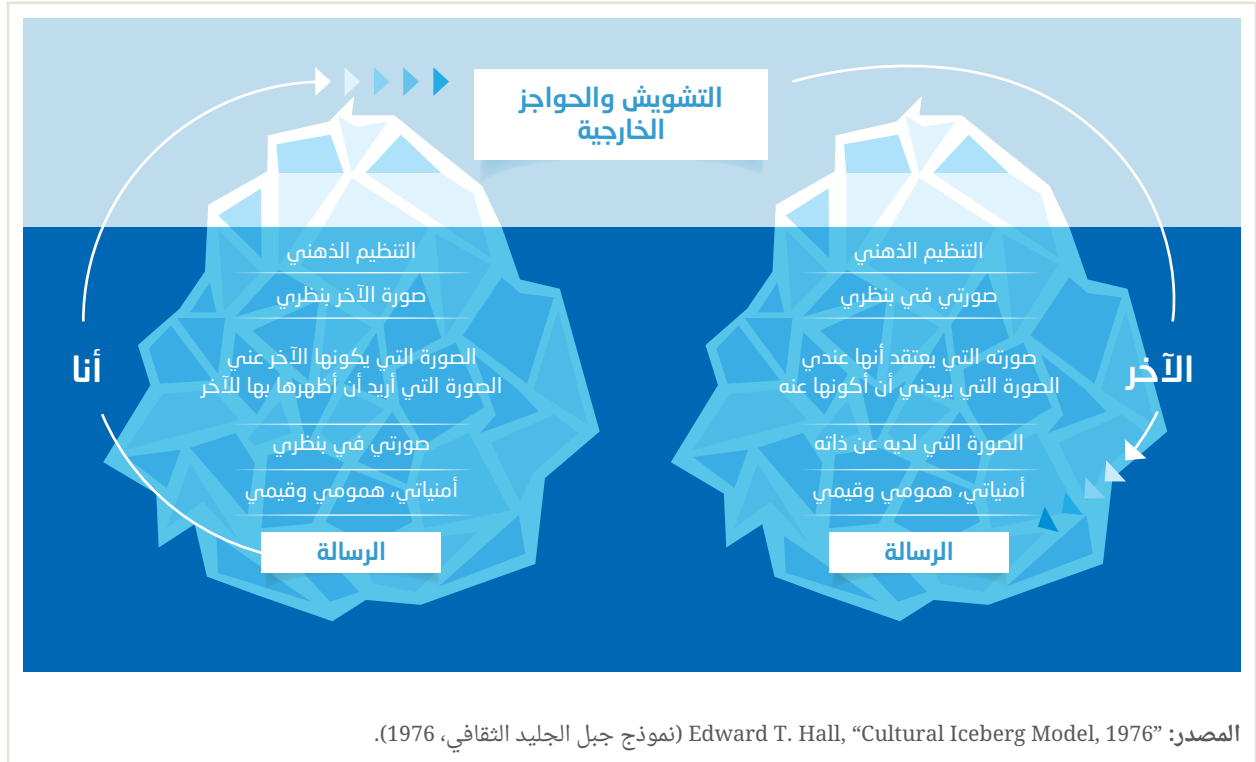 التشويش والحواجز
الخارجية
الآخر
التنظيم الذهني
صورتي في بنظري
صورته التي يعتقد أنها عندي
الصورة التي يريدني أن أكونها عنه
الصورة التي لديه عن ذاته
أمنياتي، همومي وقيمي
الرسالة
أنا
التنظيم الذهني
صورة الآخر بنظري
الصورة التي يكونها الآخر عني
الصورة التي أريد أن أظهرها بها للآخر
صورتي في بنظري
أمنياتي، همومي وقيمي
الرسالة
المصدر: Edward T. Hall, “Cultural Iceberg Model, 1976” (نموذج جبل الجليد الثقافي، 1976).